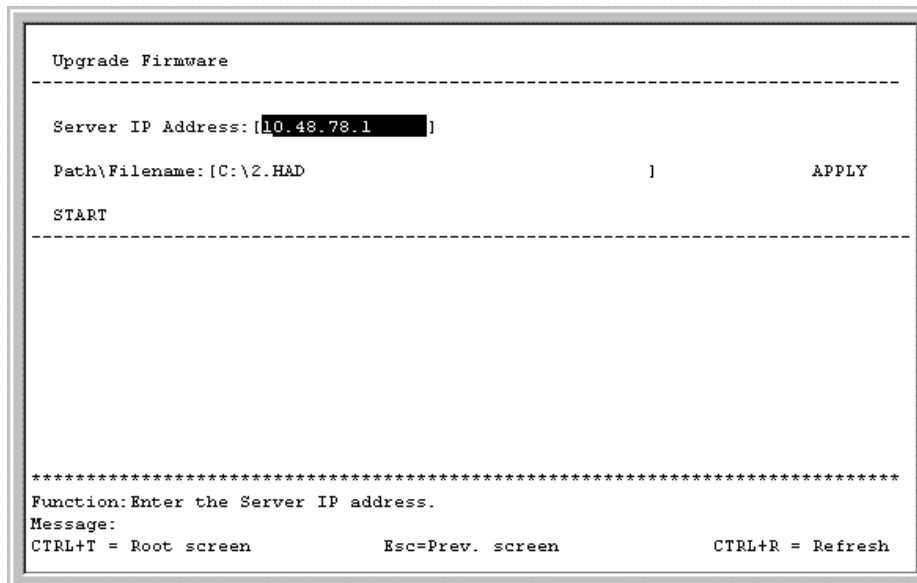 Upgrade Firmware
--------------------------------------------------------------------------------
Server IP Address:[10.48.78.1     ]
Path\Filename:[C:\2.HAD                               ]              APPLY
START
--------------------------------------------------------------------------------
********************************************************************************
Function:Enter the Server IP address.
Message:
CTRL+T = Root screen            Esc=Prev. screen              CTRL+R = Refresh